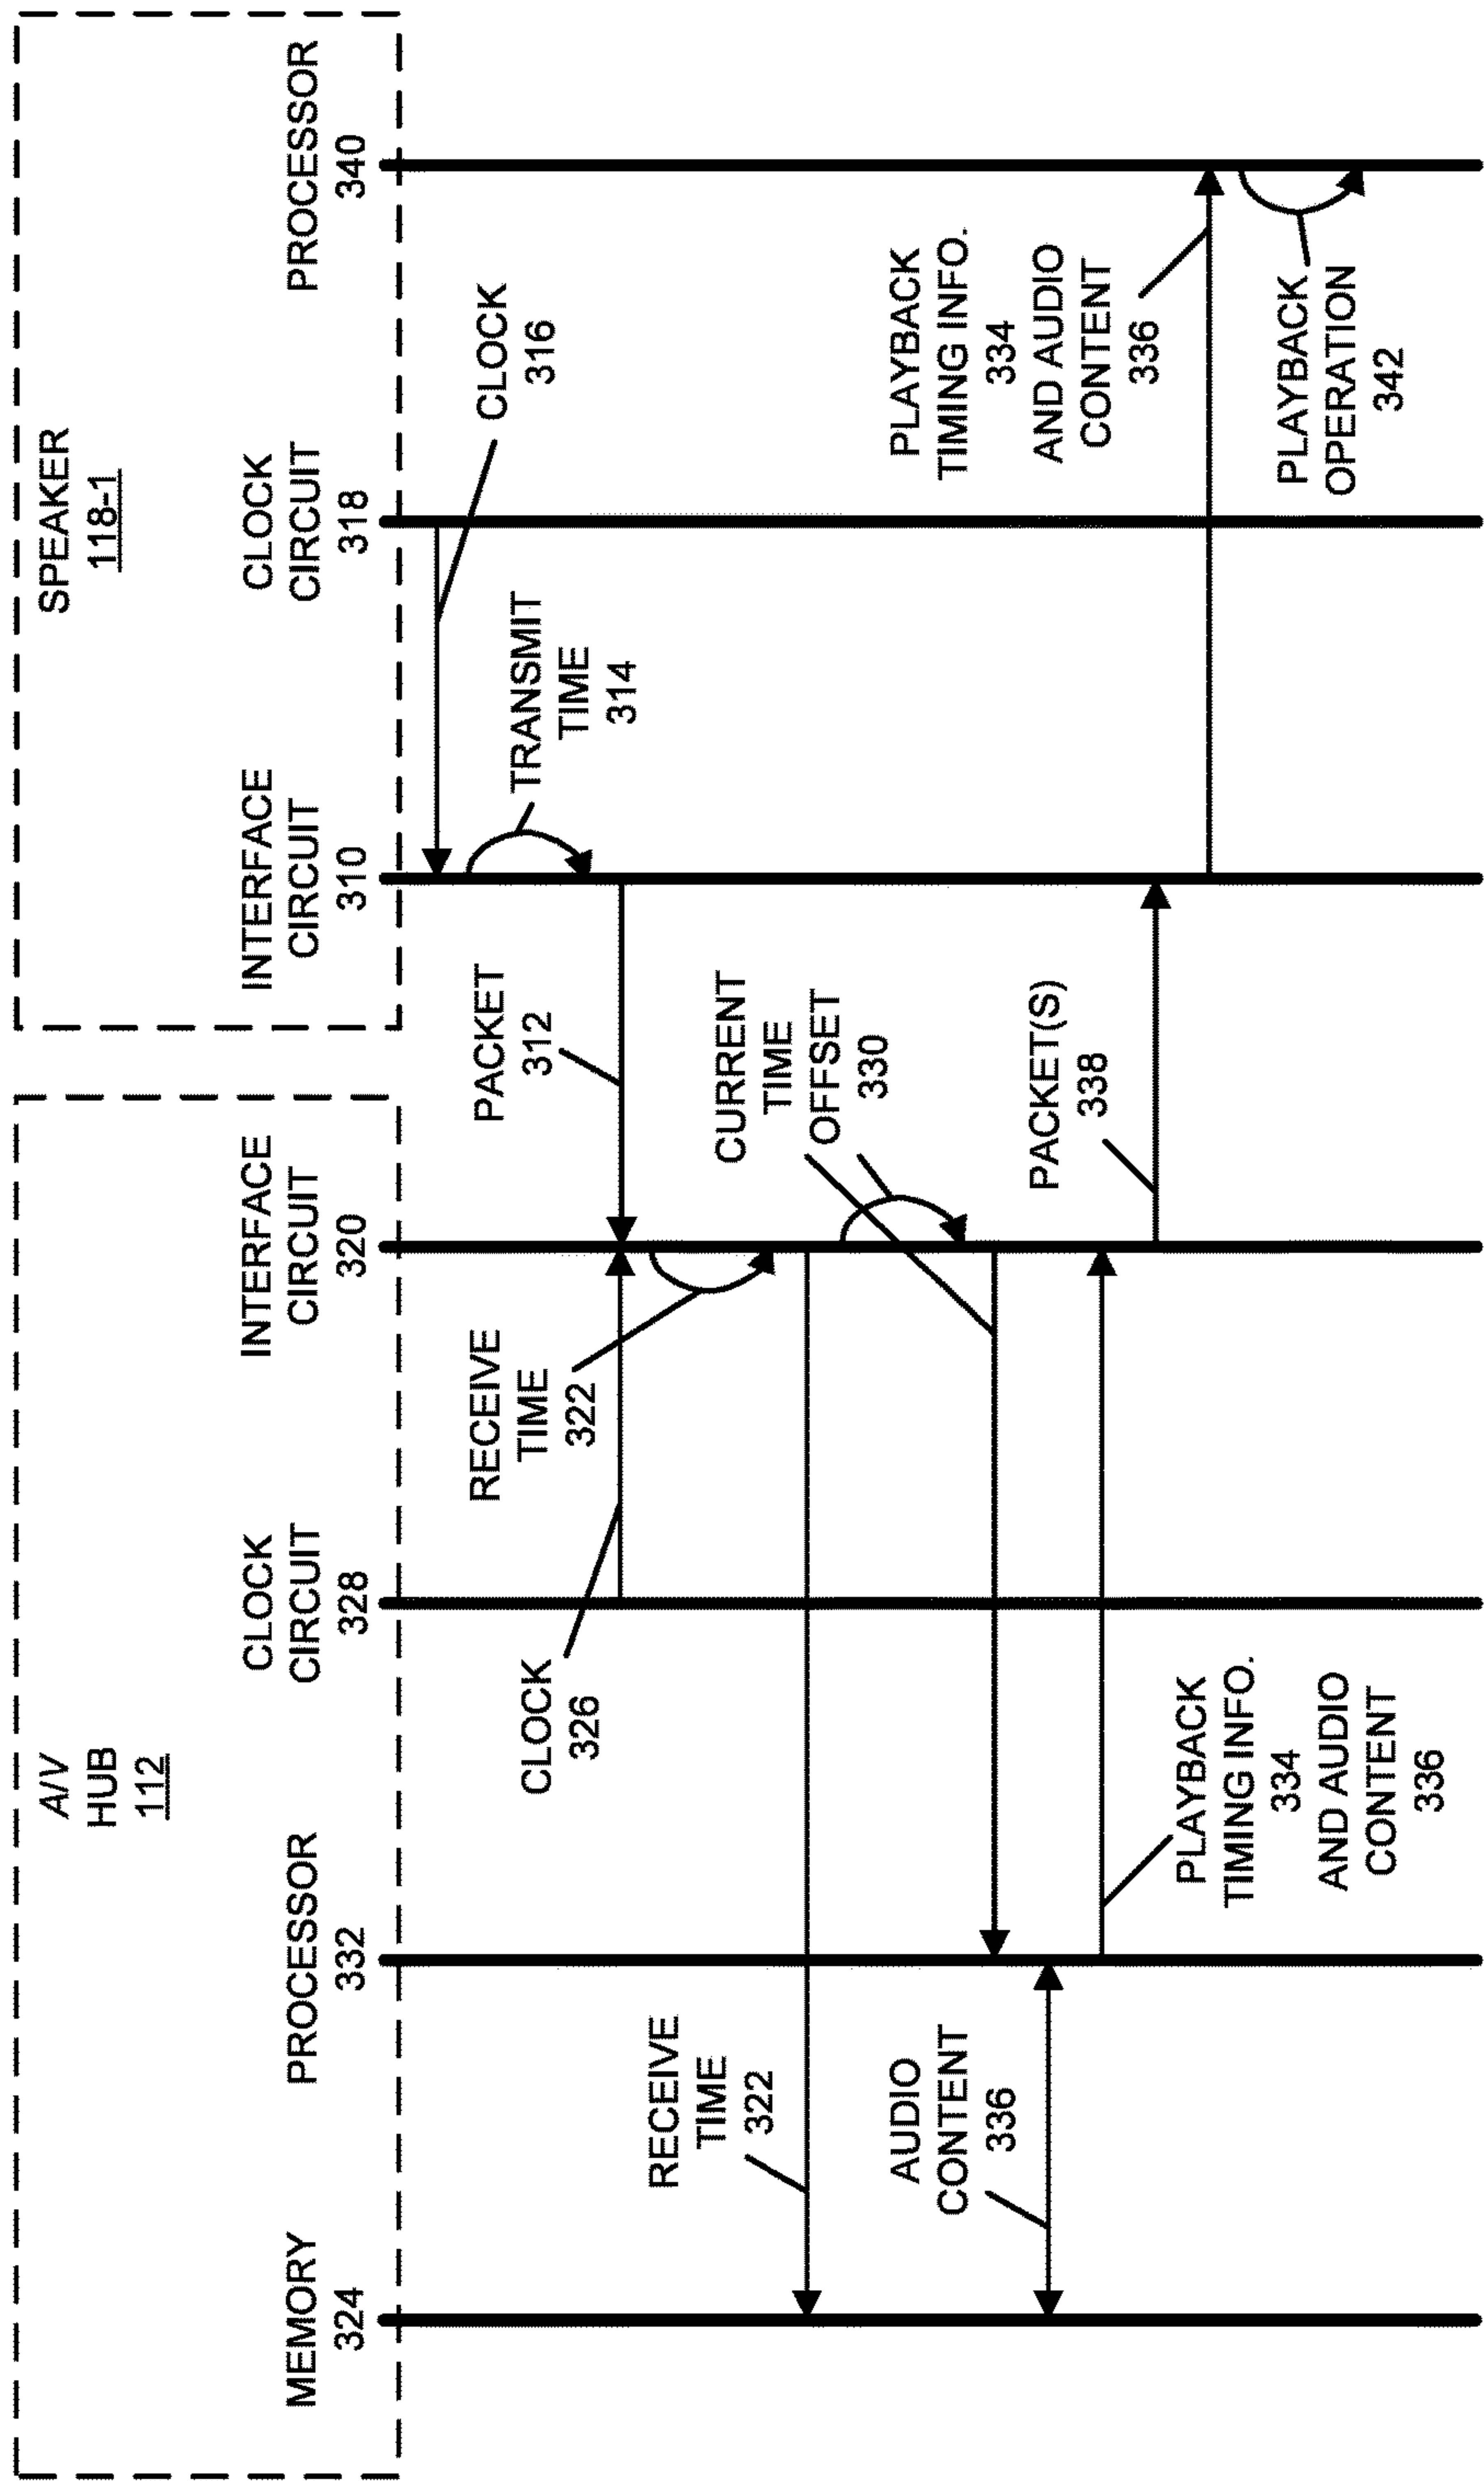 A/V
HUB
112
SPEAKER
118-1
MEMORY
324
PROCESSOR
332
CLOCK
CIRCUIT
328
INTERFACE
CIRCUIT
320
INTERFACE
CIRCUIT
310
CLOCK
CIRCUIT
318
PROCESSOR
340
CLOCK
316
TRANSMIT
TIME
314
PACKET
312
CLOCK
326
RECEIVE
TIME
322
RECEIVE
TIME
322
CURRENT
TIME
OFFSET
330
AUDIO
CONTENT
336
PLAYBACK
TIMING INFO.
334
AND AUDIO
CONTENT
336
PACKET(S)
338
PLAYBACK
TIMING INFO.
334
AND AUDIO
CONTENT
336
PLAYBACK
OPERATION
342